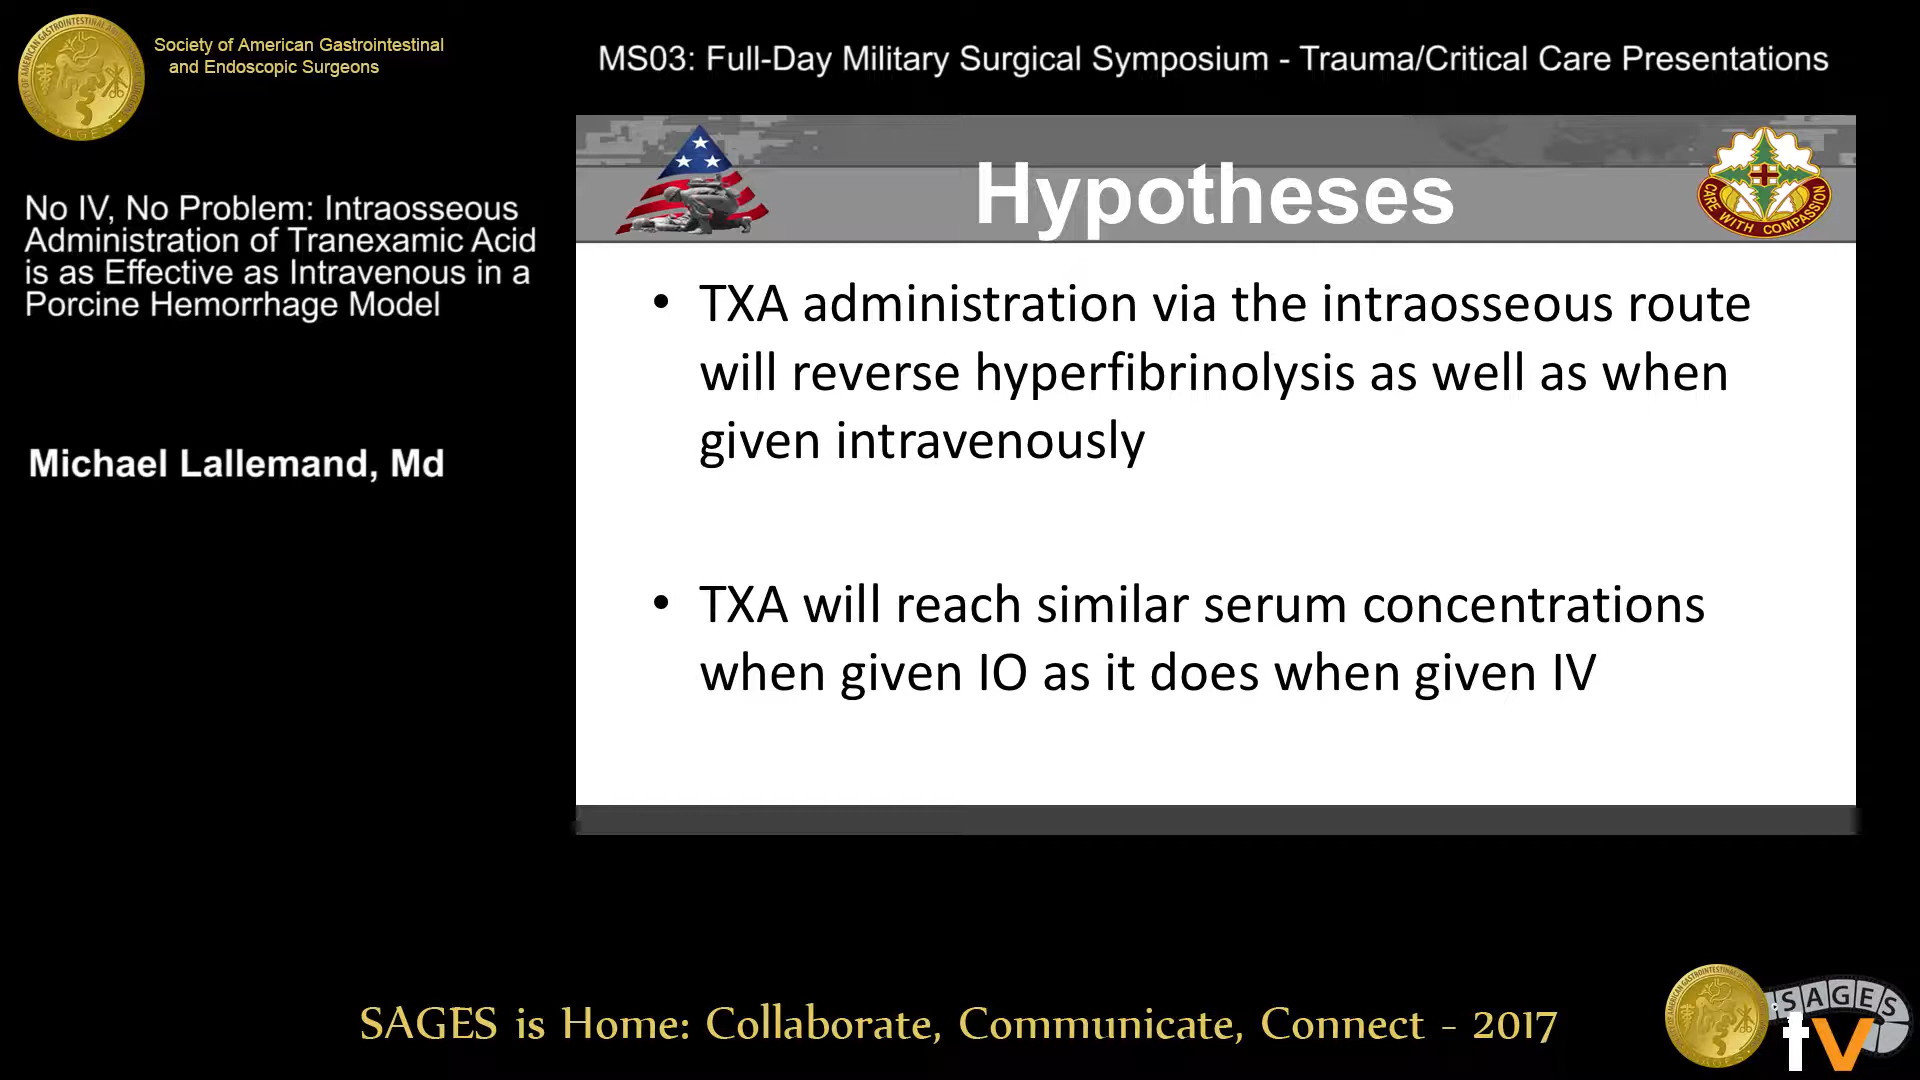 Society of American Gastrointestinal
and Endoscopic Surgeons
MS03: Full-Day Military Surgical Symposium - Trauma/Critical Care Presentations
No IV, No Problem: Intraosseous
Administration of Tranexamic Acid
is as Effective as Intravenous in a
Porcine Hemorrhage Model
Michael Lallemand, Md
Hypotheses
CARE WITH COMPASSION
• TXA administration via the intraosseous route
will reverse hyperfibrinolysis as well as when
given intravenously
• TXA will reach similar serum concentrations
when given IO as it does when given IV
SAGES is Home: Collaborate, Communicate, Connect - 2017
SAGES
tv